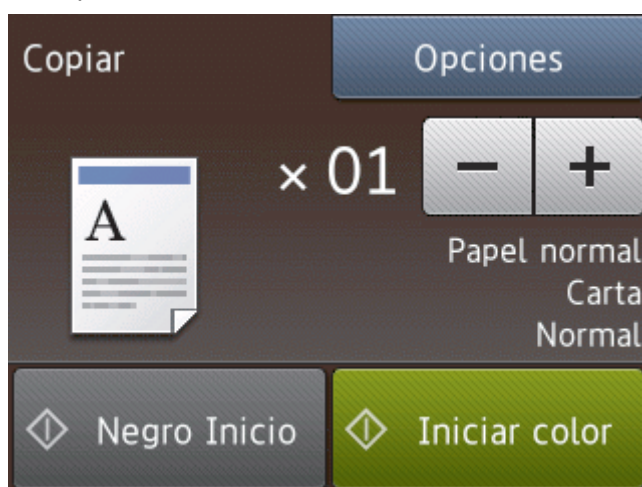 Copiar
Opciones
× 01 − +
A
Papel normal
Carta
Normal
Negro Inicio
Iniciar color